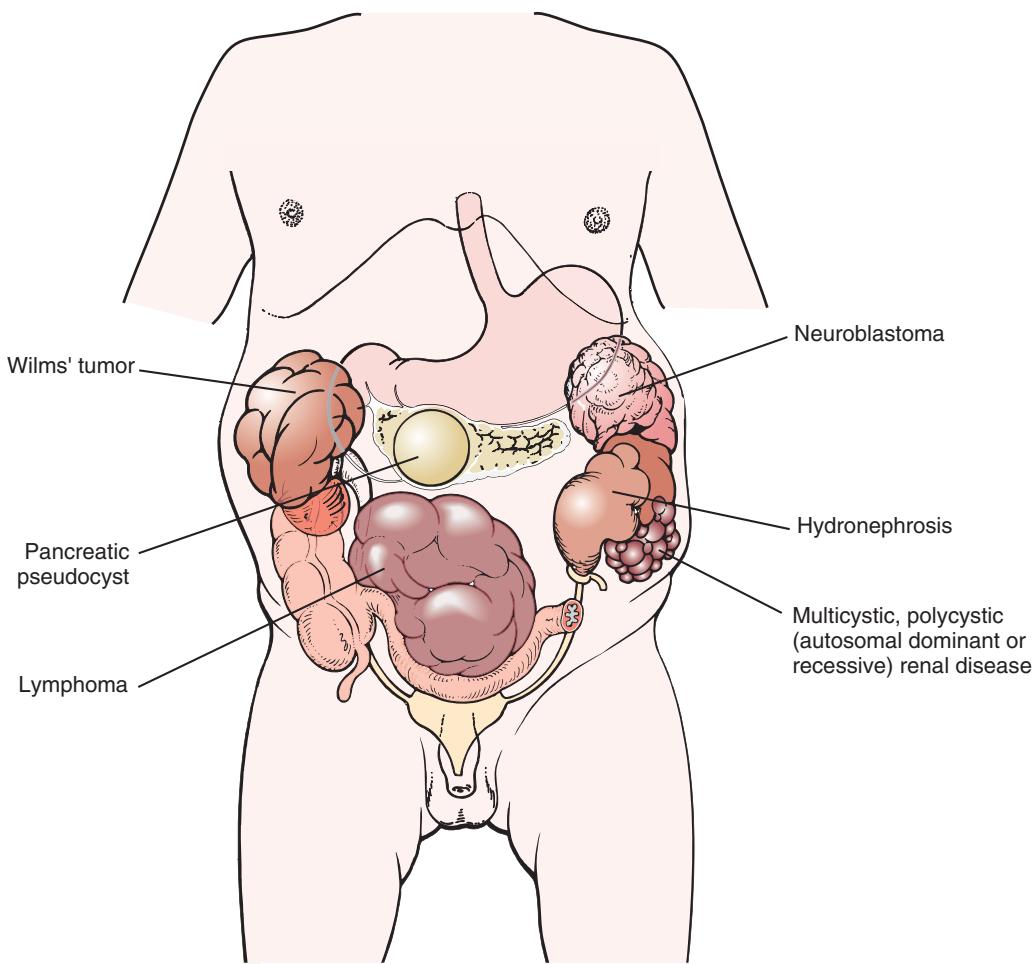 Wilms' tumor
Pancreatic
pseudocyst
Lymphoma
Neuroblastoma
Hydronephrosis
Multicystic, polycystic
(autosomal dominant or
recessive) renal disease